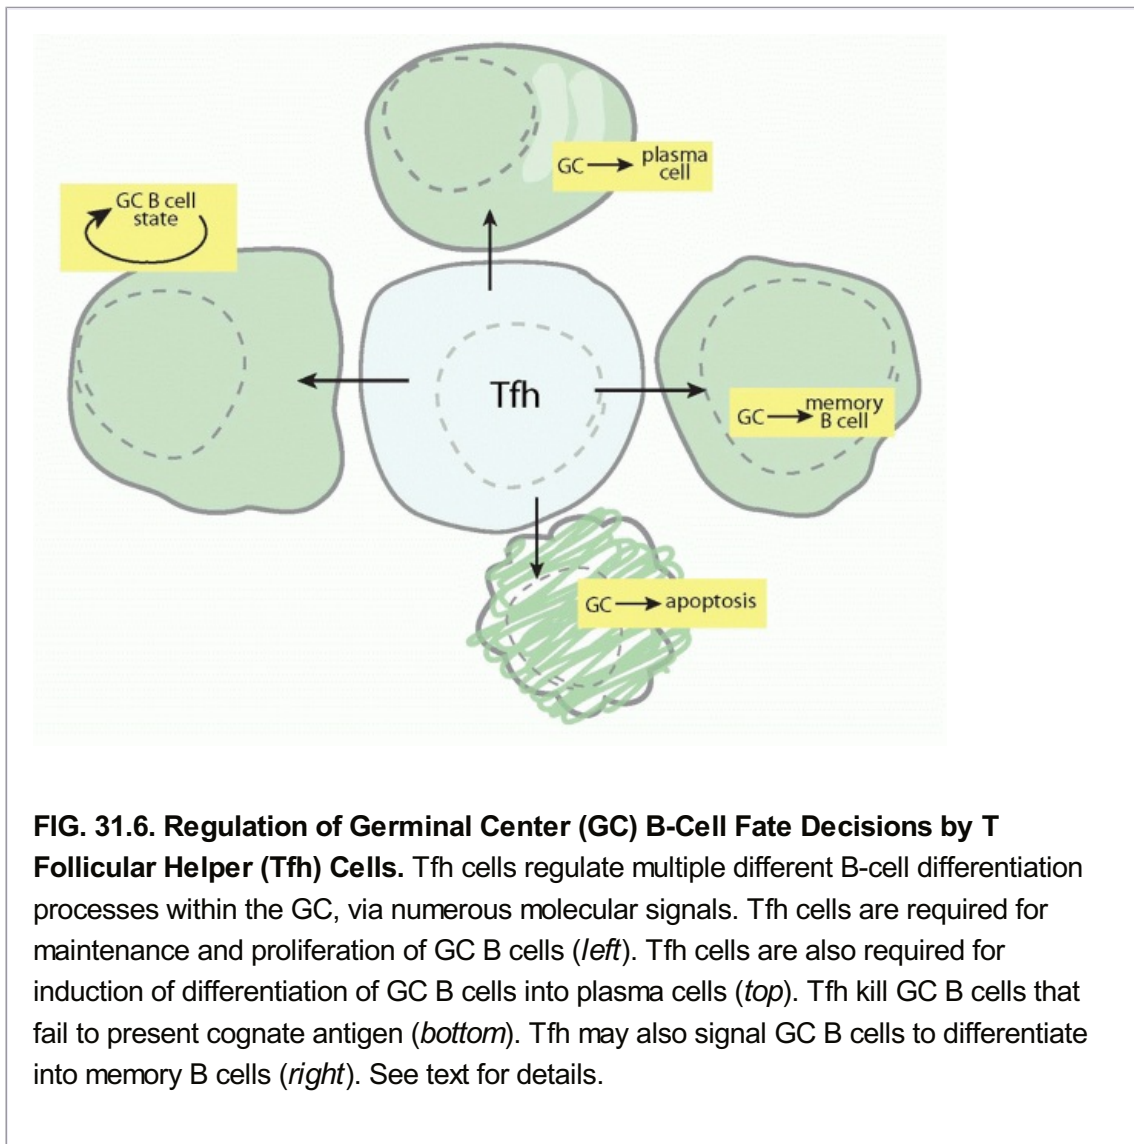 GC → plasma
cell
GC B cell
state
Tfh
GC → memory
B cell
GC → apoptosis
FIG. 31.6. Regulation of Germinal Center (GC) B-Cell Fate Decisions by T
Follicular Helper (Tfh) Cells. Tfh cells regulate multiple different B-cell differentiation
processes within the GC, via numerous molecular signals. Tfh cells are required for
maintenance and proliferation of GC B cells (left). Tfh cells are also required for
induction of differentiation of GC B cells into plasma cells (top). Tfh kill GC B cells that
fail to present cognate antigen (bottom). Tfh may also signal GC B cells to differentiate
into memory B cells (right). See text for details.